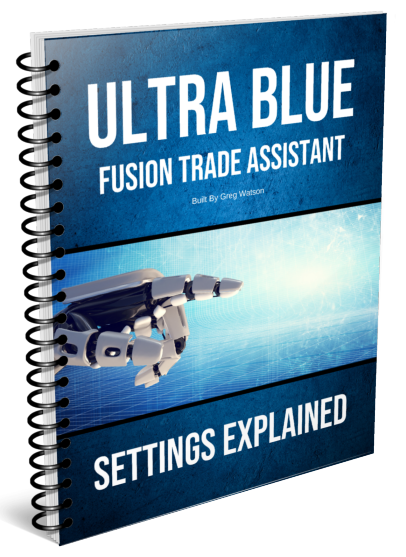 ULTRA BLUE
FUSION TRADE ASSISTANT
Built By Greg Watson
SETTINGS EXPLAINED